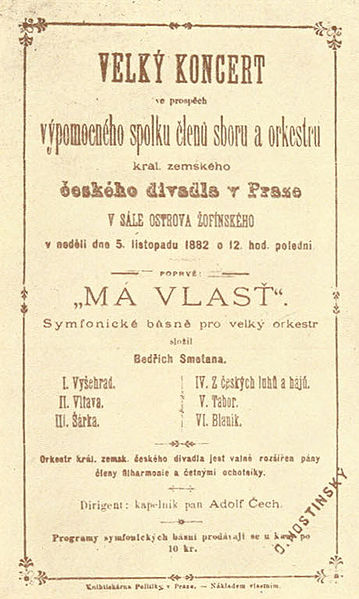 VELKÝ KONCERT
ve prospěch
výpomocného spolku členů sboru a orkestru
král. zemského
českého divadla v Praze
V SÁLE OSTROVA ŽOFÍNSKÉHO
v neděli dne 5. listopadu 1882 o 12. hod. polední
POPRVÉ:
„MÁ VLASŤ“.
Symfonické básně pro velký orkestr
složil
Bedřich Smetana.
I. Vyšehrad.
II. Vltava.
III. Šárka.
IV. Z českých luhů a hájů.
V. Tábor.
VI. Blaník.
Orkestr král. zemsk. českého divadla jest valně rozšířen pány
členy filharmonie a četnými ochotníky.
Dirigent: kapelník pan Adolf Čech.
O. HOSTINSKÝ
Programy symfonických básní prodávají se u kassy po
10 kr.
Knihtiskárna Politiky v Praze. — Nákladem vlastním.